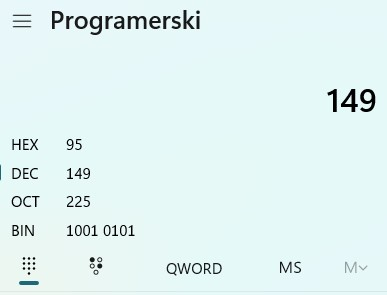 Programerski
149
HEX 95
DEC 149
OCT 225
BIN 1001 0101
QWORD MS M